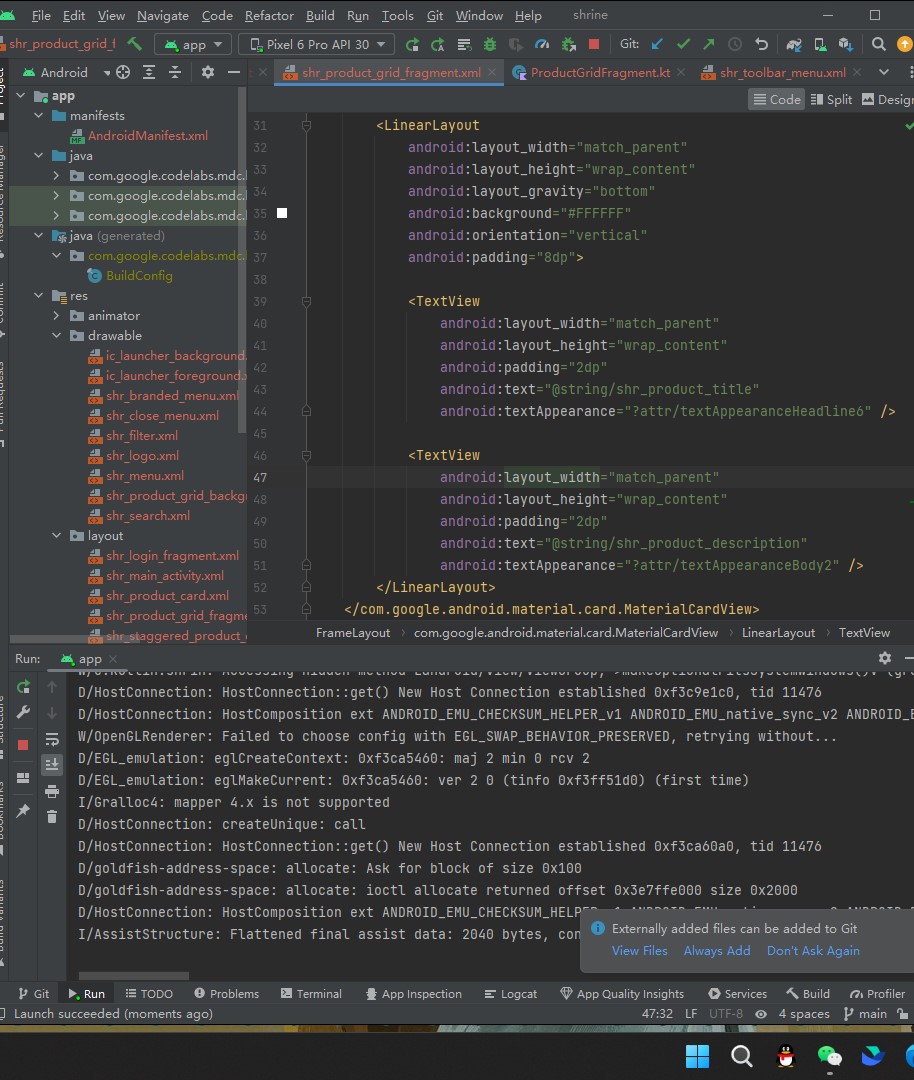 File Edit View Navigate Code Refactor Build Run Tools Git Window Help shrine
shr_product_grid_f app Pixel 6 Pro API 30 Git:
Android
shr_product_grid_fragment.xml ProductGridFragment.kt shr_toolbar_menu.xml
Code Split Design
app
manifests
AndroidManifest.xml
java
com.google.codelabs.mdc.
com.google.codelabs.mdc.
com.google.codelabs.mdc.
java (generated)
com.google.codelabs.mdc.
BuildConfig
res
animator
drawable
ic_launcher_background.
ic_launcher_foreground.x
shr_branded_menu.xml
shr_close_menu.xml
shr_filter.xml
shr_logo.xml
shr_menu.xml
shr_product_grid_backg
shr_search.xml
layout
shr_login_fragment.xml
shr_main_activity.xml
shr_product_card.xml
shr_product_grid_fragme
shr_staggered_product_
31 <LinearLayout
32 android:layout_width="match_parent"
33 android:layout_height="wrap_content"
34 android:layout_gravity="bottom"
35 android:background="#FFFFFF"
36 android:orientation="vertical"
37 android:padding="8dp">
38
39 <TextView
40 android:layout_width="match_parent"
41 android:layout_height="wrap_content"
42 android:padding="2dp"
43 android:text="@string/shr_product_title"
44 android:textAppearance="?attr/textAppearanceHeadline6" />
45
46 <TextView
47 android:layout_width="match_parent"
48 android:layout_height="wrap_content"
49 android:padding="2dp"
50 android:text="@string/shr_product_description"
51 android:textAppearance="?attr/textAppearanceBody2" />
52 </LinearLayout>
53 </com.google.android.material.card.MaterialCardView>
FrameLayout › com.google.android.material.card.MaterialCardView › LinearLayout › TextView
Run: app
D/HostConnection: HostConnection::get() New Host Connection established 0xf3c9e1c0, tid 11476
D/HostConnection: HostComposition ext ANDROID_EMU_CHECKSUM_HELPER_v1 ANDROID_EMU_native_sync_v2 ANDROID_E
W/OpenGLRenderer: Failed to choose config with EGL_SWAP_BEHAVIOR_PRESERVED, retrying without...
D/EGL_emulation: eglCreateContext: 0xf3ca5460: maj 2 min 0 rcv 2
D/EGL_emulation: eglMakeCurrent: 0xf3ca5460: ver 2 0 (tinfo 0xf3ff51d0) (first time)
I/Gralloc4: mapper 4.x is not supported
D/HostConnection: createUnique: call
D/HostConnection: HostConnection::get() New Host Connection established 0xf3ca60a0, tid 11476
D/goldfish-address-space: allocate: Ask for block of size 0x100
D/goldfish-address-space: allocate: ioctl allocate returned offset 0x3e7ffe000 size 0x2000
D/HostConnection: HostComposition ext ANDROID_EMU_CHECKSUM_HELPER
I/AssistStructure: Flattened final assist data: 2040 bytes, con
Externally added files can be added to Git
View Files Always Add Don't Ask Again
Git Run TODO Problems Terminal App Inspection Logcat App Quality Insights Services Build Profiler
Launch succeeded (moments ago) 47:32 LF UTF-8 4 spaces main